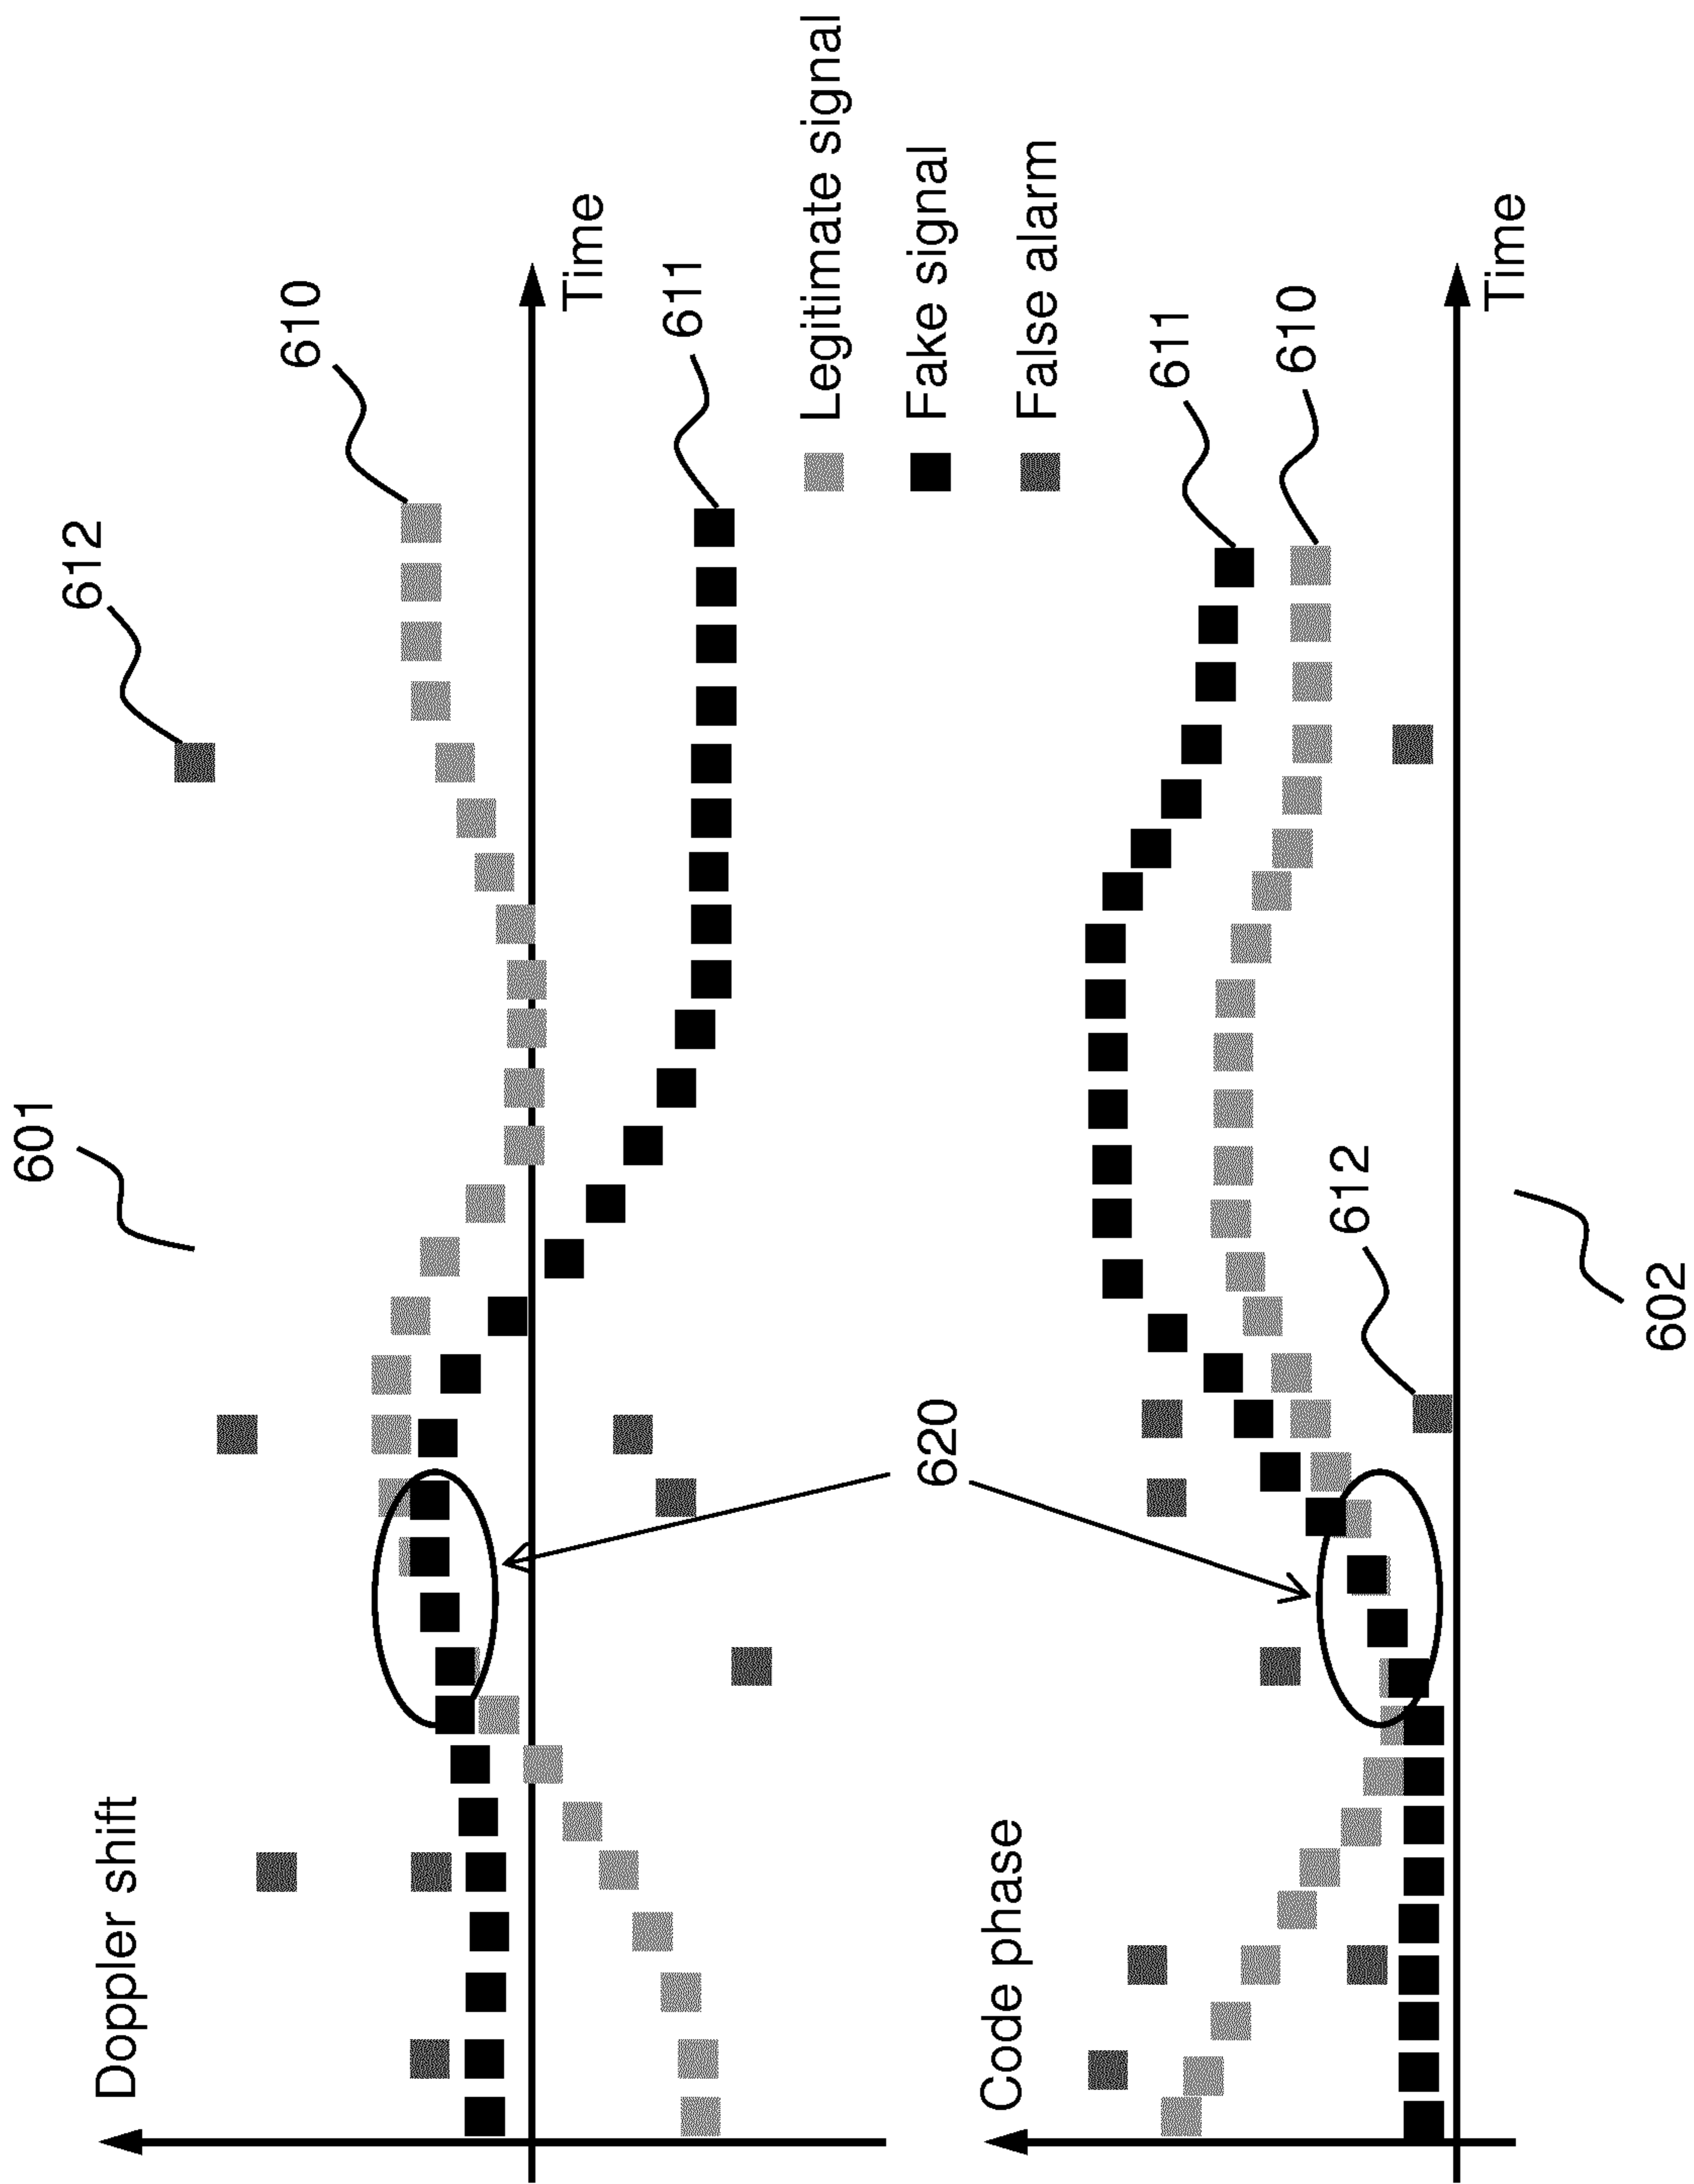 601
612
610
Doppler shift
Time
611
Legitimate signal
Fake signal
False alarm
620
Code phase
612
611
610
Time
602